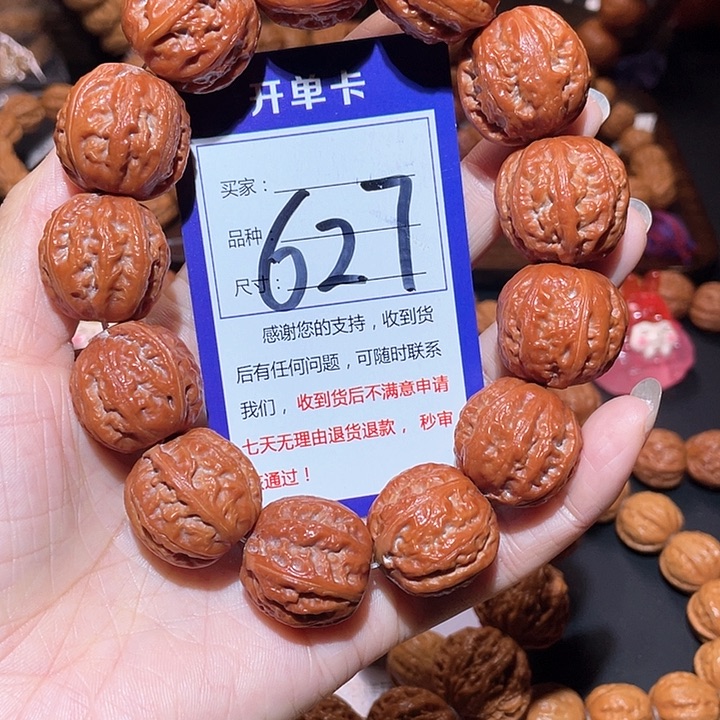 开单卡
买家：
品种
尺寸：
627
感谢您的支持，收到货
后有任何问题，可随时联系
我们，收到货后不满意申请
七天无理由退货退款，秒审
通过！